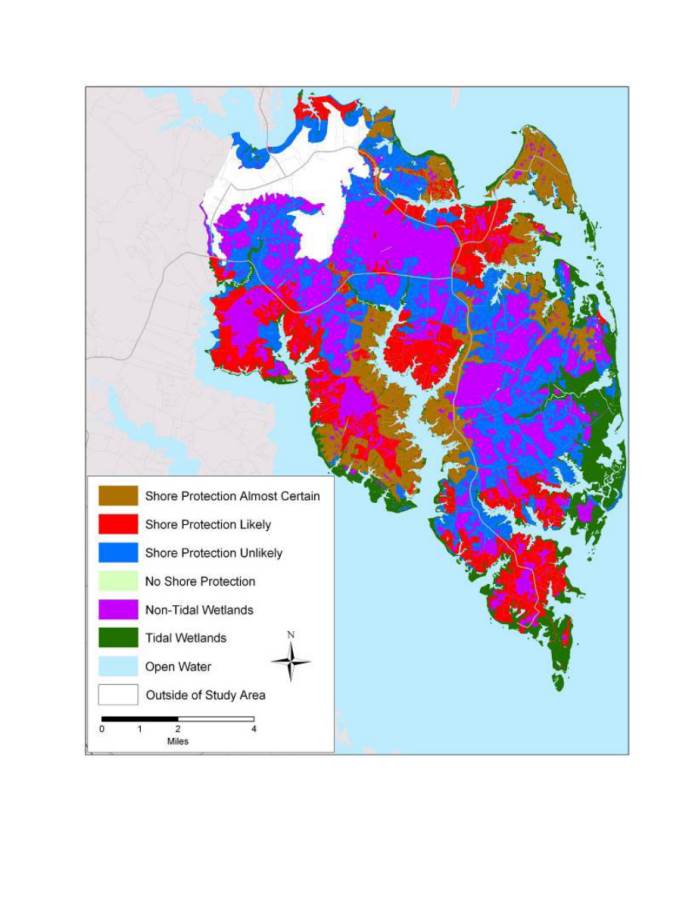 Shore Protection Almost Certain
Shore Protection Likely
Shore Protection Unlikely
No Shore Protection
Non-Tidal Wetlands
N
Tidal Wetlands
Open Water
Outside of Study Area
0 1 2 4
Miles